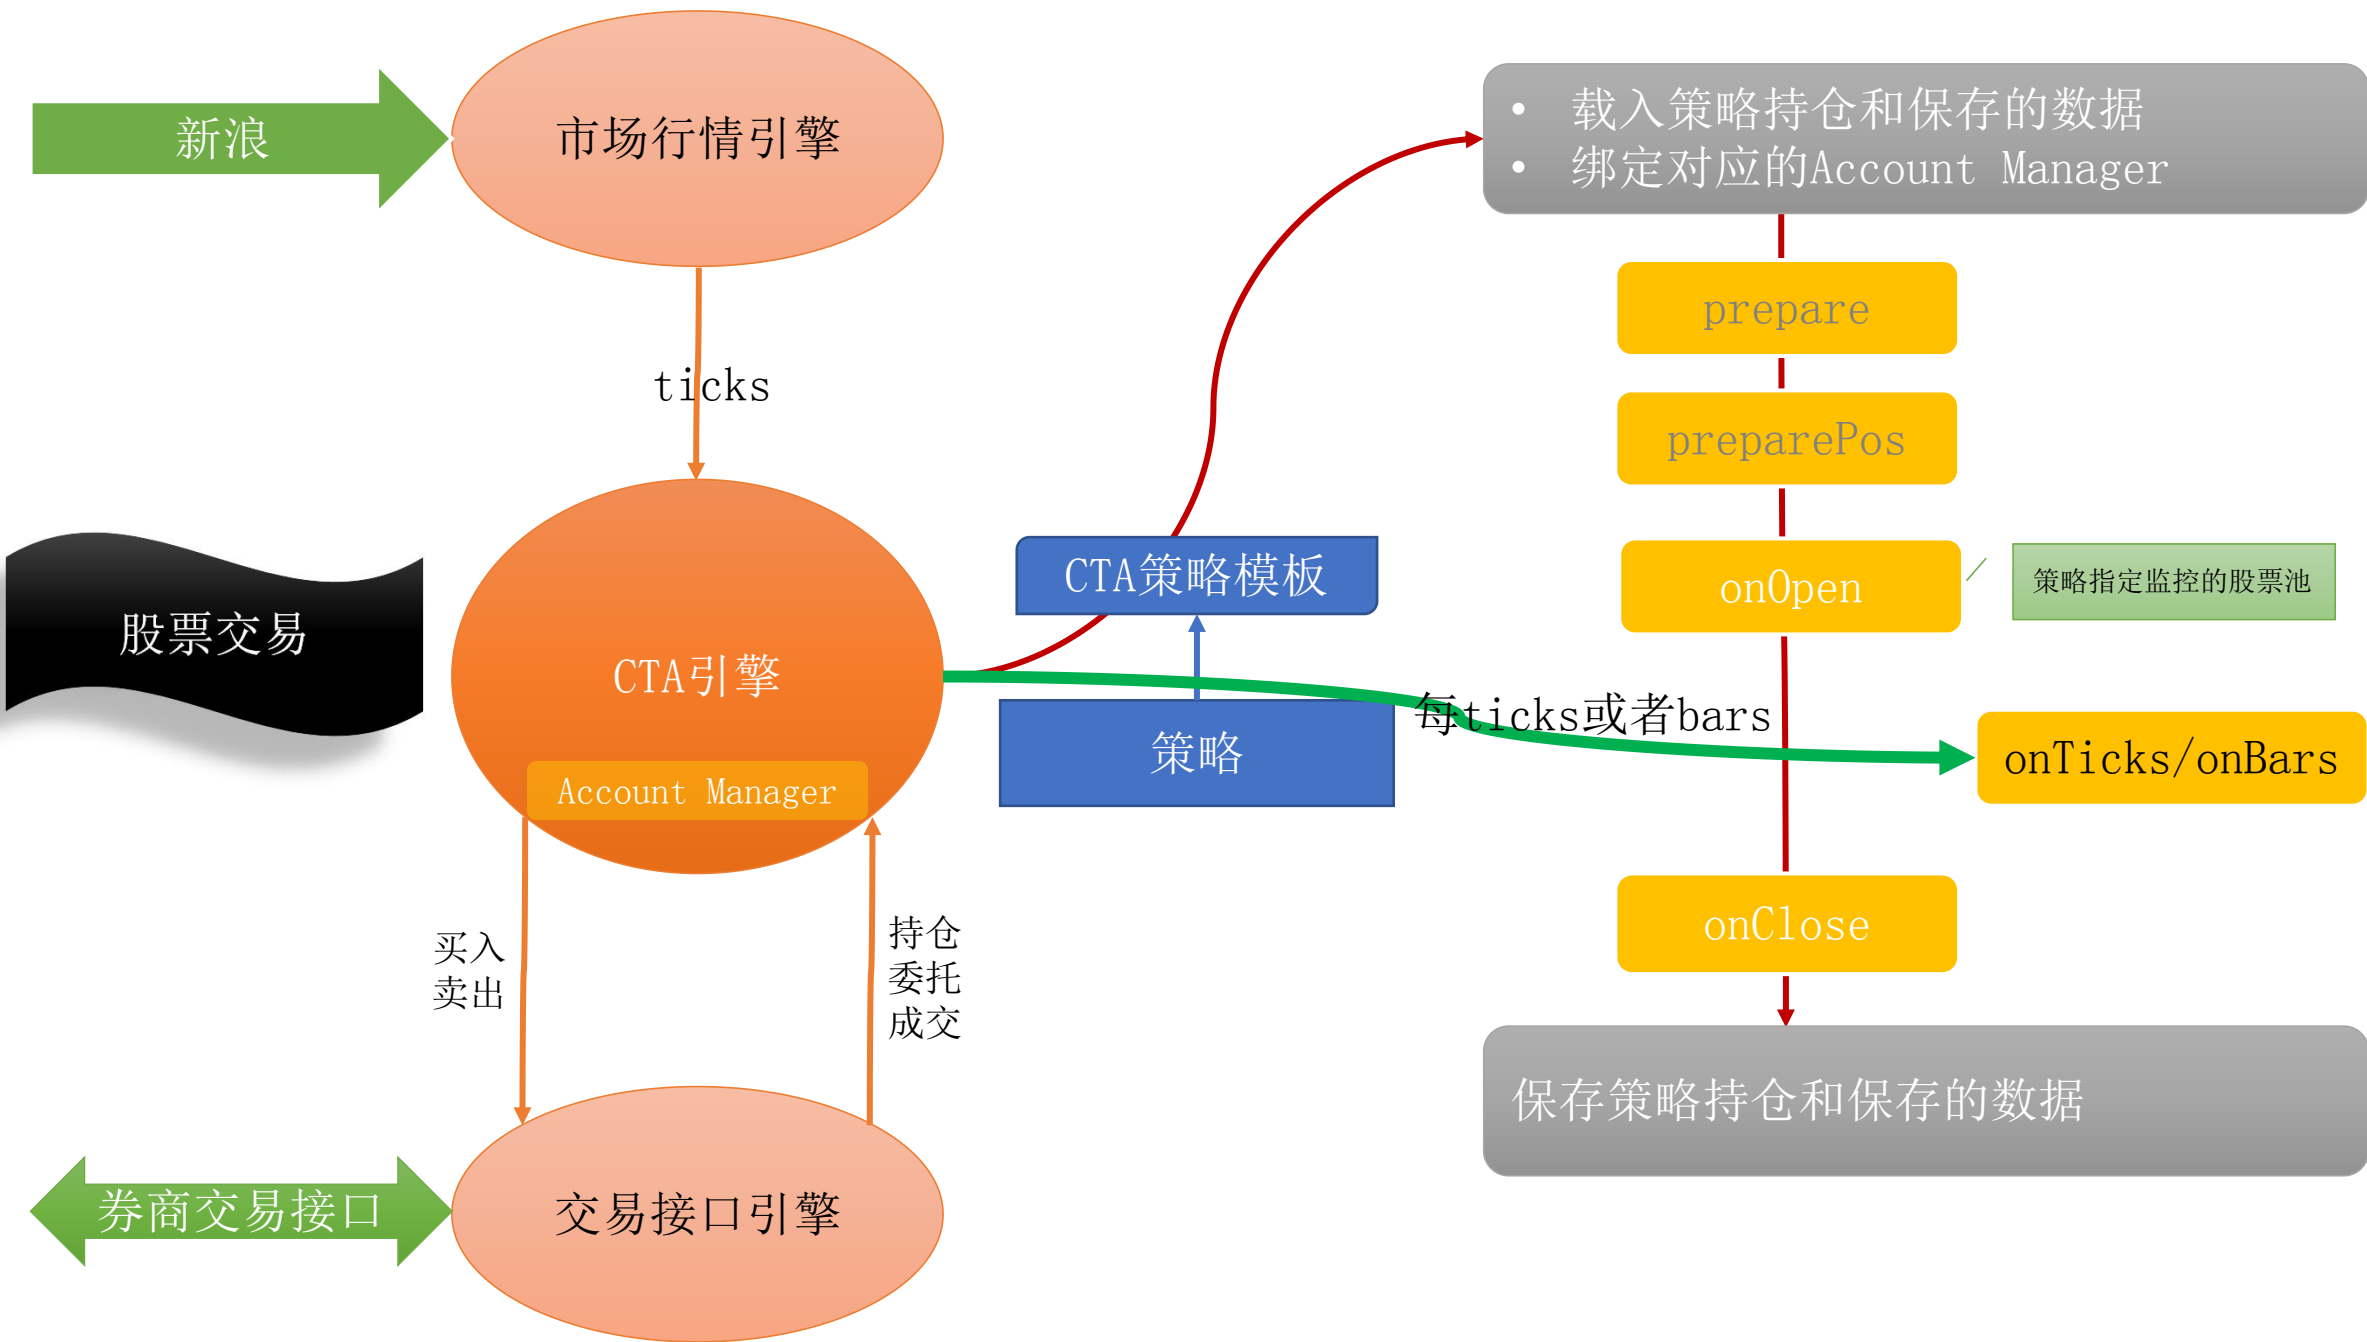 新浪
市场行情引擎
• 载入策略持仓和保存的数据
• 绑定对应的Account Manager
prepare
ticks
preparePos
股票交易
CTA引擎
Account Manager
CTA策略模板
策略
onOpen
策略指定监控的股票池
每ticks或者bars
onTicks/onBars
买入
卖出
持仓
委托
成交
onClose
保存策略持仓和保存的数据
券商交易接口
交易接口引擎